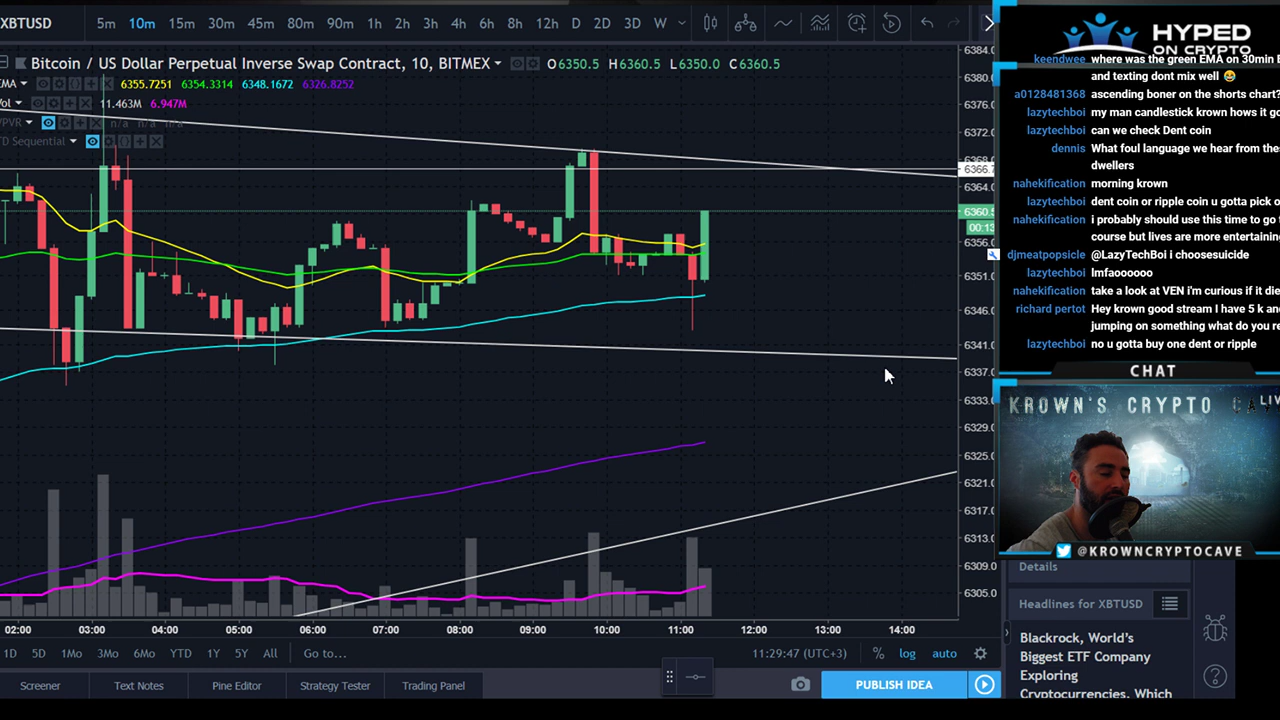 XBTUSD 5m 10m 15m 30m 45m 80m 90m 1h 2h 3h 4h 6h 8h 12h D 2D 3D W
Bitcoin / US Dollar Perpetual Inverse Swap Contract, 10, BITMEX O6350.5 H6360.5 L6350.0 C6360.5
EMA 6355.7251 6354.3314 6348.1672 6326.8252
Vol 11.463M 6.947M
VPVR n/a n/a n/a
TD Sequential
6384.0
6380.0
6376.0
6372.0
6368.0
6366.
6364.0
6360.5
00:13
6356.0
6351.0
6346.0
6341.0
6337.0
6333.0
6329.0
6325.0
6321.0
6317.0
6313.0
6309.0
6305.0
02:00 03:00 04:00 05:00 06:00 07:00 08:00 09:00 10:00 11:00 12:00 13:00 14:00
1D 5D 1Mo 3Mo 6Mo YTD 1Y 5Y All Go to... 11:29:47 (UTC+3) % log auto
Screener Text Notes Pine Editor Strategy Tester Trading Panel PUBLISH IDEA
HYPED
ON CRYPTO
keendwee where was the green EMA on 30min
and texting dont mix well
a0128481368 ascending boner on the shorts chart?
lazytechboi my man candlestick krown hows it go
lazytechboi can we check Dent coin
dennis What foul language we hear from the
dwellers
nahekification morning krown
lazytechboi dent coin or ripple coin u gotta pick o
nahekification i probably should use this time to go
course but lives are more entertainin
djmeatpopsicle @LazyTechBoi i choosesuicide
lazytechboi lmfaoooooo
nahekification take a look at VEN i'm curious if it die
richard pertot Hey krown good stream I have 5 k and
jumping on something what do you re
lazytechboi no u gotta buy one dent or ripple
CHAT
KROWN'S CRYPTO CAVE
LIV
@KROWNCRYPTOCAVE
Details
Headlines for XBTUSD
Blackrock, World's
Biggest ETF Company
Exploring
Cryptocurrencies, Which